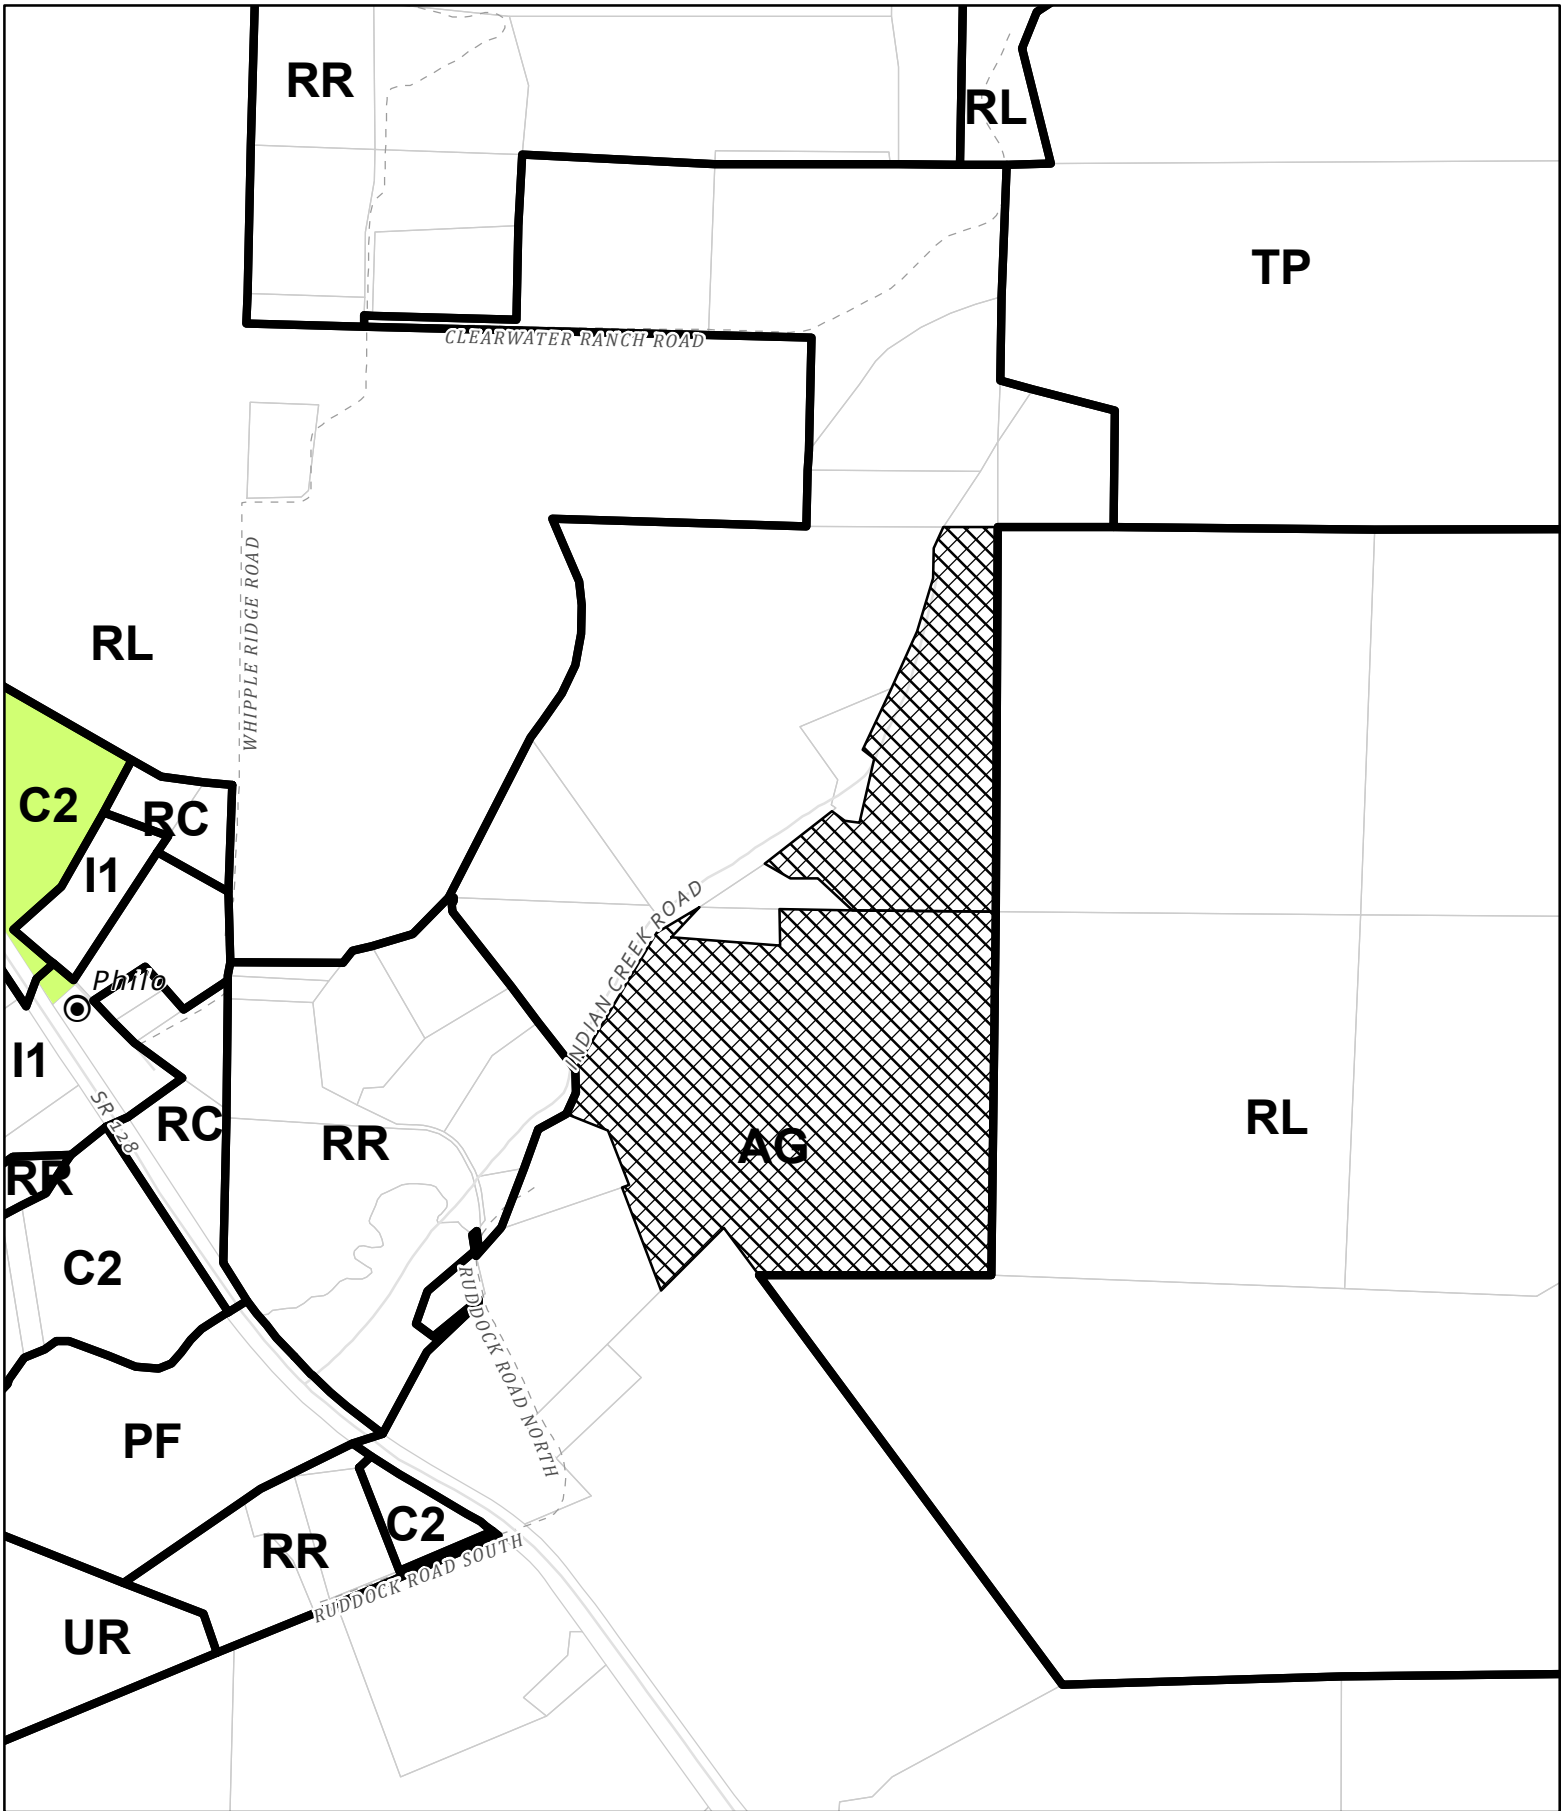 RR
RL
TP
CLEARWATER RANCH ROAD
WHIPPLE RIDGE ROAD
RL
C2
RC
I1
INDIAN CREEK ROAD
Philo
I1
SR 128
RC
RR
AG
RL
RR
C2
RUDDOCK ROAD NORTH
PF
C2
RR
RUDDOCK ROAD SOUTH
UR